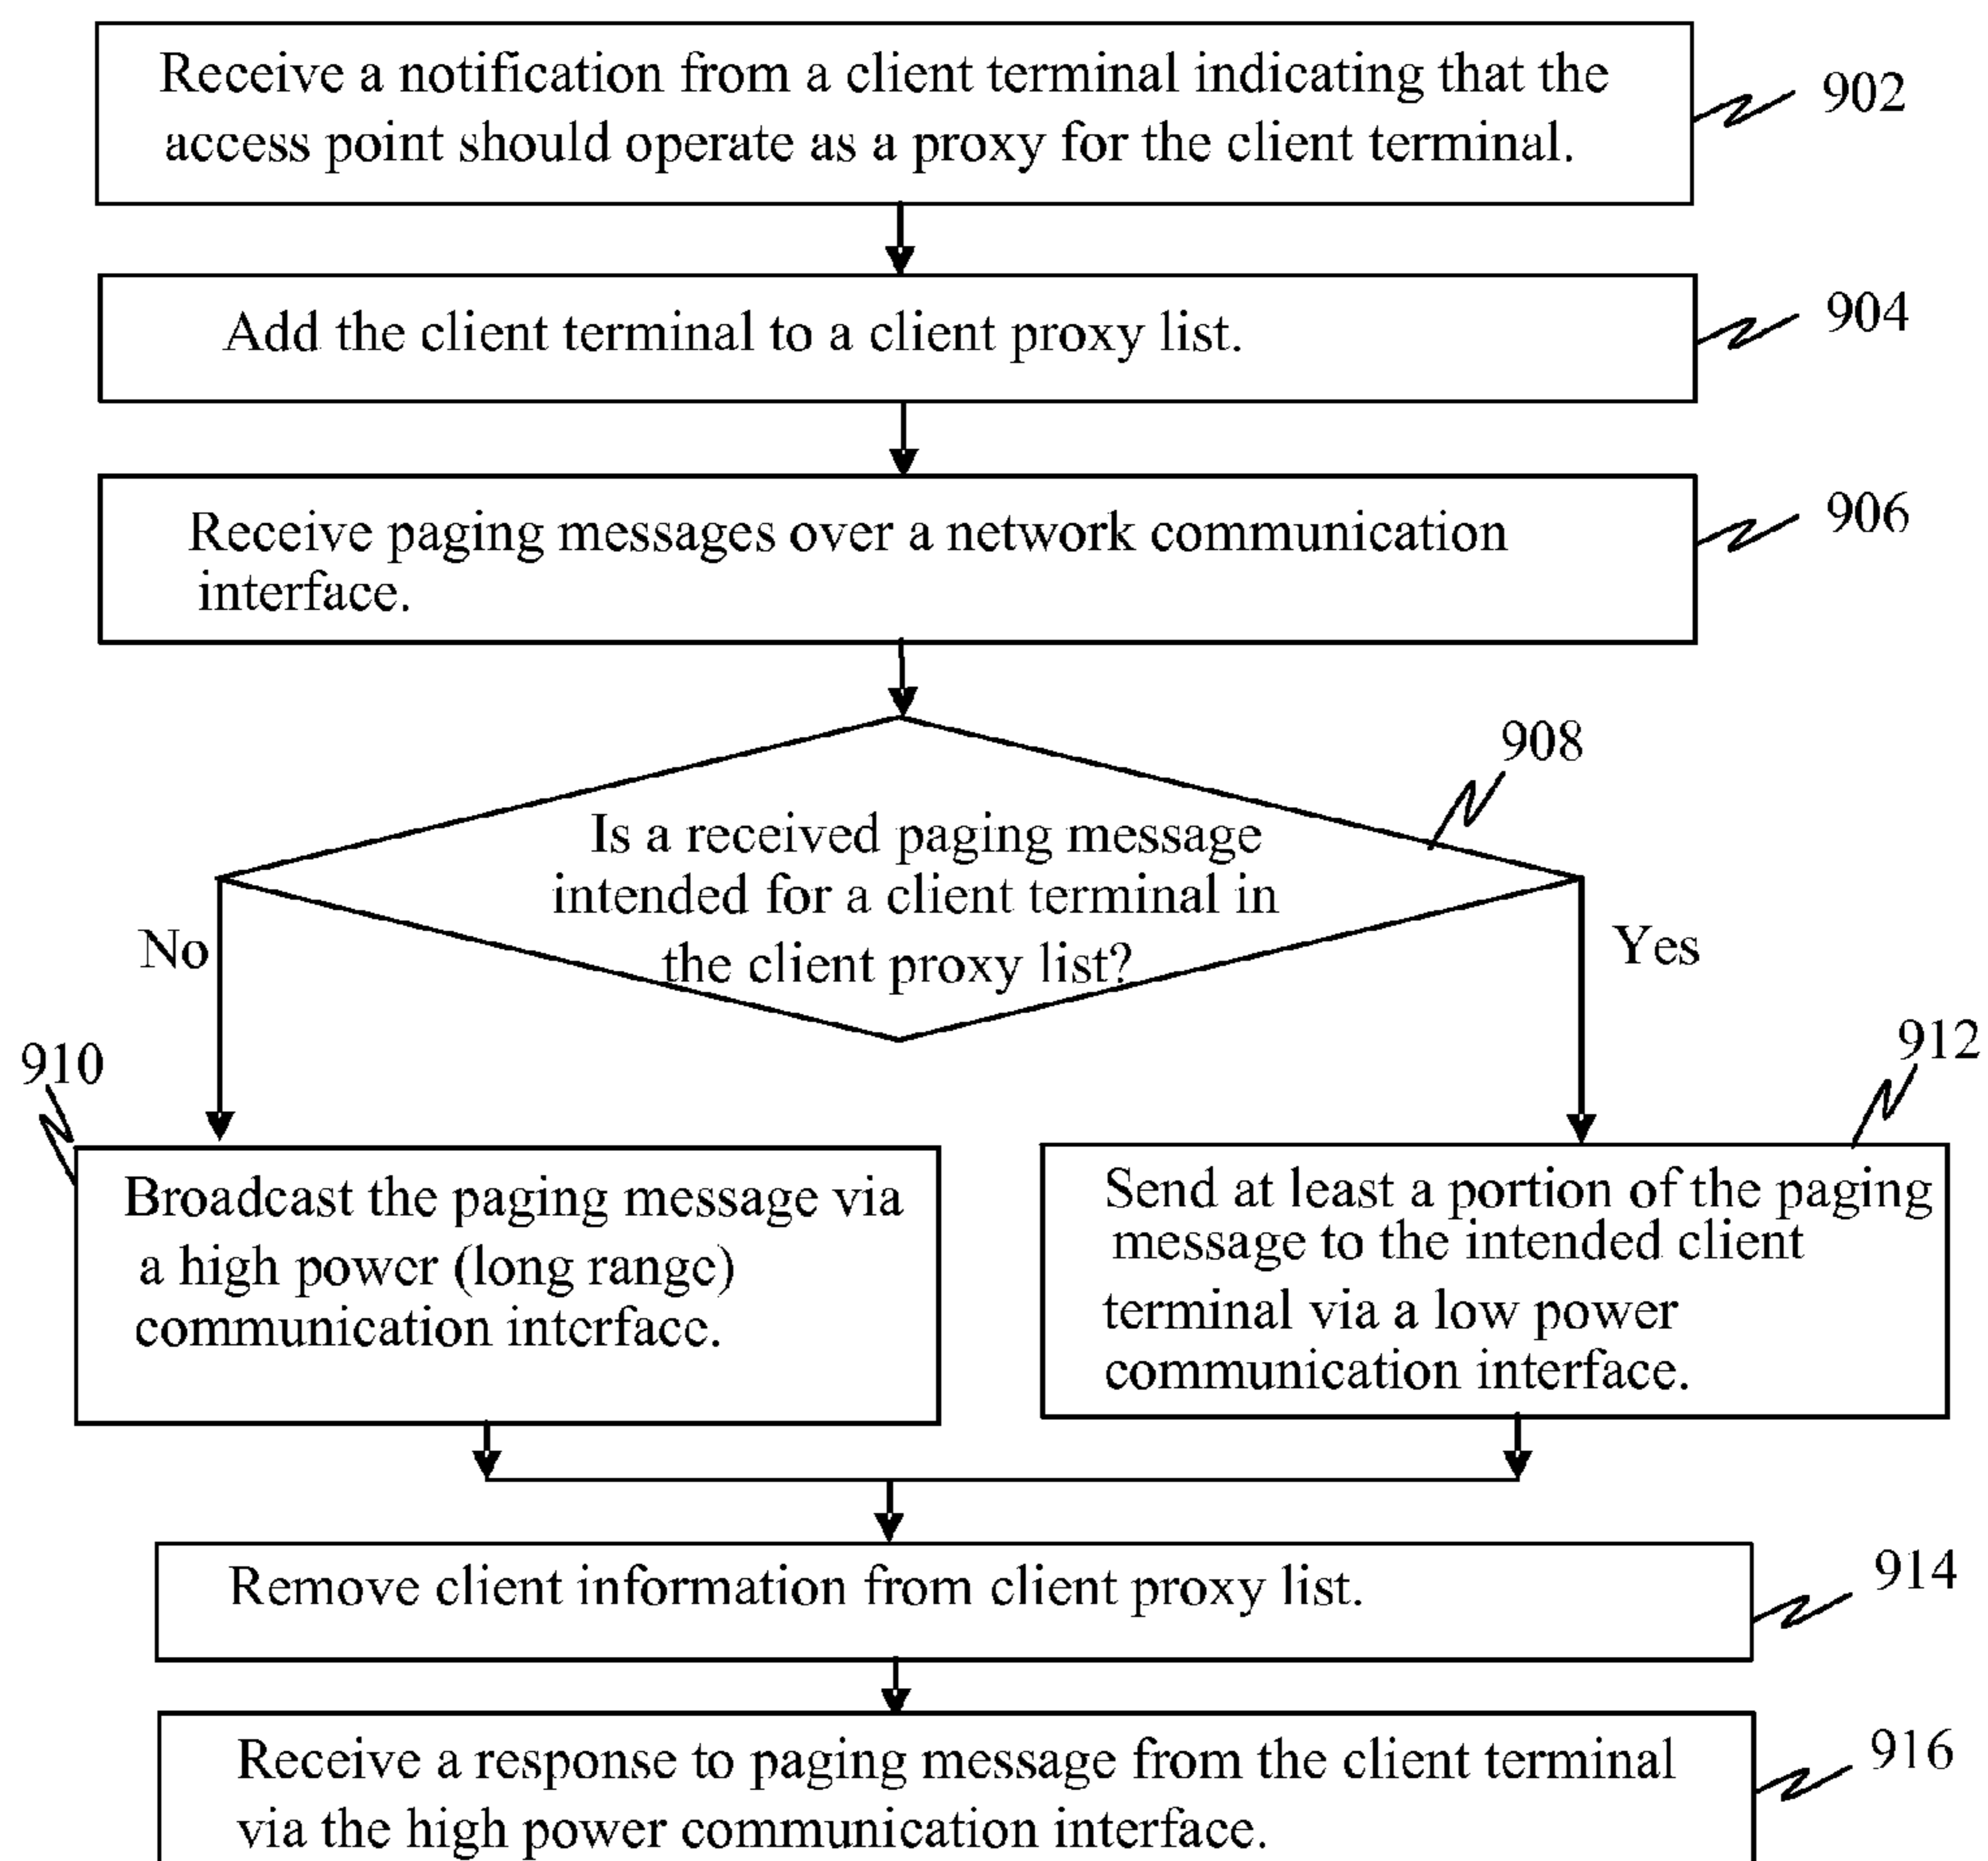 Receive a notification from a client terminal indicating that the
access point should operate as a proxy for the client terminal.
902
Add the client terminal to a client proxy list.
904
Receive paging messages over a network communication
interface.
906
908
Is a received paging message
intended for a client terminal in
the client proxy list?
No
Yes
910
912
Broadcast the paging message via
a high power (long range)
communication interface.
Send at least a portion of the paging
message to the intended client
terminal via a low power
communication interface.
Remove client information from client proxy list.
914
Receive a response to paging message from the client terminal
via the high power communication interface.
916